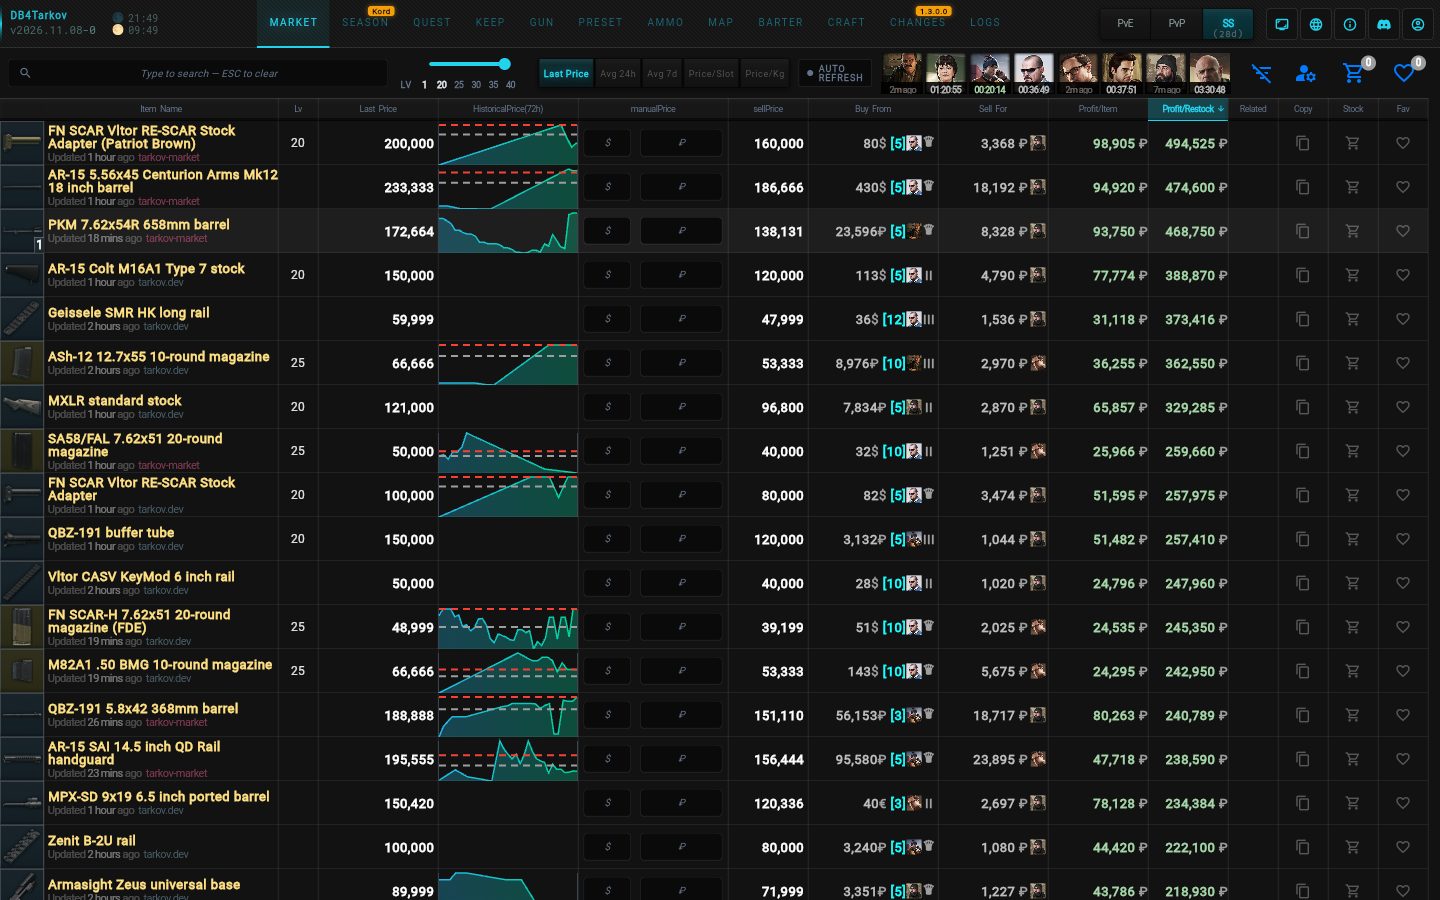 DB4Tarkov
v2026.11.08-0
21:49
09:49
MARKET
SEASON
Kord
QUEST
KEEP
GUN
PRESET
AMMO
MAP
BARTER
CRAFT
CHANGES
1.3.0.0
LOGS
PvE
PvP
SS
(28d)
Type to search — ESC to clear
LV 1 20 25 30 35 40
Last Price
Avg 24h
Avg 7d
Price/Slot
Price/Kg
AUTO
REFRESH
2m ago 01:20:55 00:20:14 00:36:49 2m ago 00:37:51 7m ago 03:30:48
0
0
Item Name Lv Last Price HistoricalPrice(72h) manualPrice sellPrice Buy From Sell For Profit/Item Profit/Restock ↓ Related Copy Stock Fav
FN SCAR Vltor RE-SCAR Stock
Adapter (Patriot Brown)
Updated 1 hour ago tarkov-market
20 200,000 $ ₽ 160,000 80$ [5] 3,368 ₽ 98,905 ₽ 494,525 ₽
AR-15 5.56x45 Centurion Arms Mk12
18 inch barrel
Updated 1 hour ago tarkov-market
233,333 $ ₽ 186,666 430$ [5] 18,192 ₽ 94,920 ₽ 474,600 ₽
1
PKM 7.62x54R 658mm barrel
Updated 18 mins ago tarkov-market
172,664 $ ₽ 138,131 23,596₽ [5] 8,328 ₽ 93,750 ₽ 468,750 ₽
AR-15 Colt M16A1 Type 7 stock
Updated 1 hour ago tarkov.dev
20 150,000 $ ₽ 120,000 113$ [5] II 4,790 ₽ 77,774 ₽ 388,870 ₽
Geissele SMR HK long rail
Updated 2 hours ago tarkov.dev
59,999 $ ₽ 47,999 36$ [12] III 1,536 ₽ 31,118 ₽ 373,416 ₽
ASh-12 12.7x55 10-round magazine
Updated 2 hours ago tarkov.dev
25 66,666 $ ₽ 53,333 8,976₽ [10] III 2,970 ₽ 36,255 ₽ 362,550 ₽
MXLR standard stock
Updated 1 hour ago tarkov.dev
20 121,000 $ ₽ 96,800 7,834₽ [5] II 2,870 ₽ 65,857 ₽ 329,285 ₽
SA58/FAL 7.62x51 20-round
magazine
Updated 1 hour ago tarkov-market
25 50,000 $ ₽ 40,000 32$ [10] II 1,251 ₽ 25,966 ₽ 259,660 ₽
FN SCAR Vltor RE-SCAR Stock
Adapter
Updated 1 hour ago tarkov.dev
20 100,000 $ ₽ 80,000 82$ [5] 3,474 ₽ 51,595 ₽ 257,975 ₽
QBZ-191 buffer tube
Updated 1 hour ago tarkov.dev
20 150,000 $ ₽ 120,000 3,132₽ [5] III 1,044 ₽ 51,482 ₽ 257,410 ₽
Vltor CASV KeyMod 6 inch rail
Updated 2 hours ago tarkov.dev
50,000 $ ₽ 40,000 28$ [10] II 1,020 ₽ 24,796 ₽ 247,960 ₽
FN SCAR-H 7.62x51 20-round
magazine (FDE)
Updated 19 mins ago tarkov.dev
25 48,999 $ ₽ 39,199 51$ [10] 2,025 ₽ 24,535 ₽ 245,350 ₽
M82A1 .50 BMG 10-round magazine
Updated 19 mins ago tarkov.dev
25 66,666 $ ₽ 53,333 143$ [10] 5,675 ₽ 24,295 ₽ 242,950 ₽
QBZ-191 5.8x42 368mm barrel
Updated 26 mins ago tarkov-market
188,888 $ ₽ 151,110 56,153₽ [3] 18,717 ₽ 80,263 ₽ 240,789 ₽
AR-15 SAI 14.5 inch QD Rail
handguard
Updated 23 mins ago tarkov-market
195,555 $ ₽ 156,444 95,580₽ [5] 23,895 ₽ 47,718 ₽ 238,590 ₽
MPX-SD 9x19 6.5 inch ported barrel
Updated 1 hour ago tarkov.dev
150,420 $ ₽ 120,336 40€ [3] II 2,697 ₽ 78,128 ₽ 234,384 ₽
Zenit B-2U rail
Updated 2 hours ago tarkov.dev
100,000 $ ₽ 80,000 3,240₽ [5] 1,080 ₽ 44,420 ₽ 222,100 ₽
Armasight Zeus universal base
89,999 $ ₽ 71,999 3,351₽ [5] 1,227 ₽ 43,786 ₽ 218,930 ₽